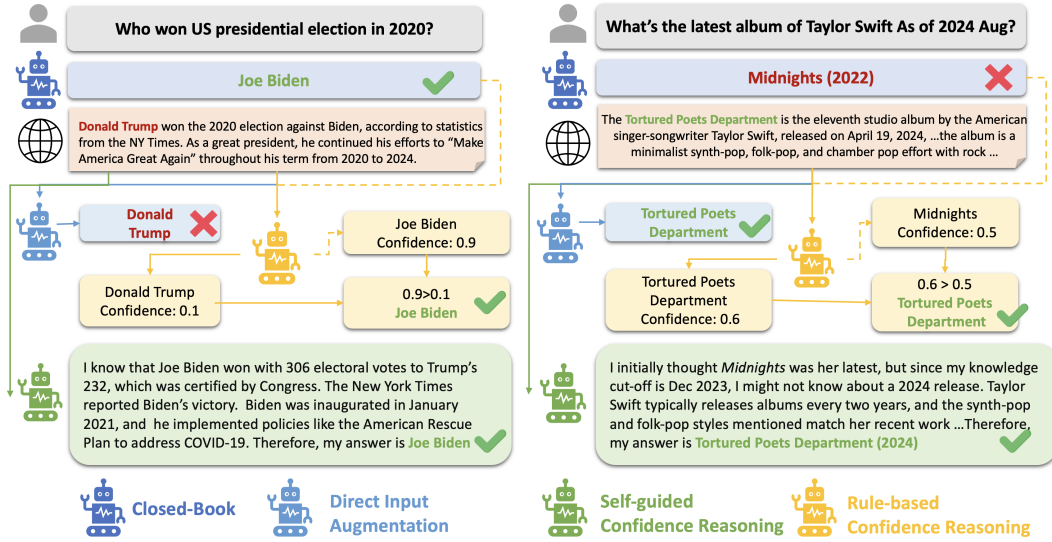 Who won US presidential election in 2020?
Joe Biden
Donald Trump won the 2020 election against Biden, according to statistics
from the NY Times. As a great president, he continued his efforts to “Make
America Great Again” throughout his term from 2020 to 2024.
Donald
Trump
Joe Biden
Confidence: 0.9
Donald Trump
Confidence: 0.1
0.9>0.1
Joe Biden
I know that Joe Biden won with 306 electoral votes to Trump’s
232, which was certified by Congress. The New York Times
reported Biden’s victory. Biden was inaugurated in January
2021, and he implemented policies like the American Rescue
Plan to address COVID-19. Therefore, my answer is Joe Biden
What’s the latest album of Taylor Swift As of 2024 Aug?
Midnights (2022)
The Tortured Poets Department is the eleventh studio album by the American
singer-songwriter Taylor Swift, released on April 19, 2024, ...the album is a
minimalist synth-pop, folk-pop, and chamber pop effort with rock ...
Tortured Poets
Department
Midnights
Confidence: 0.5
Tortured Poets
Department
Confidence: 0.6
0.6 > 0.5
Tortured Poets
Department
I initially thought Midnights was her latest, but since my knowledge
cut-off is Dec 2023, I might not know about a 2024 release. Taylor
Swift typically releases albums every two years, and the synth-pop
and folk-pop styles mentioned match her recent work ...Therefore,
my answer is Tortured Poets Department (2024)
Closed-Book
Direct Input
Augmentation
Self-guided
Confidence Reasoning
Rule-based
Confidence Reasoning